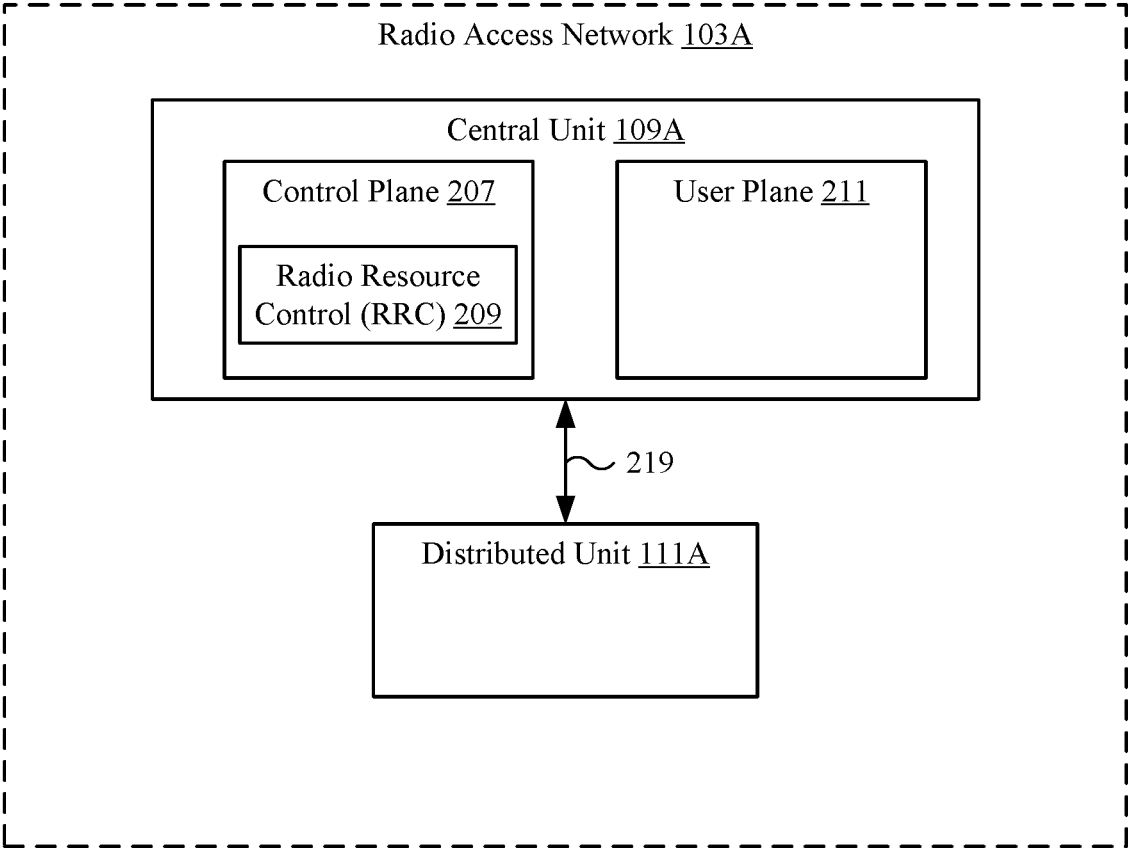 Radio Access Network 103A
Central Unit 109A
Control Plane 207
User Plane 211
Radio Resource
Control (RRC) 209
219
Distributed Unit 111A